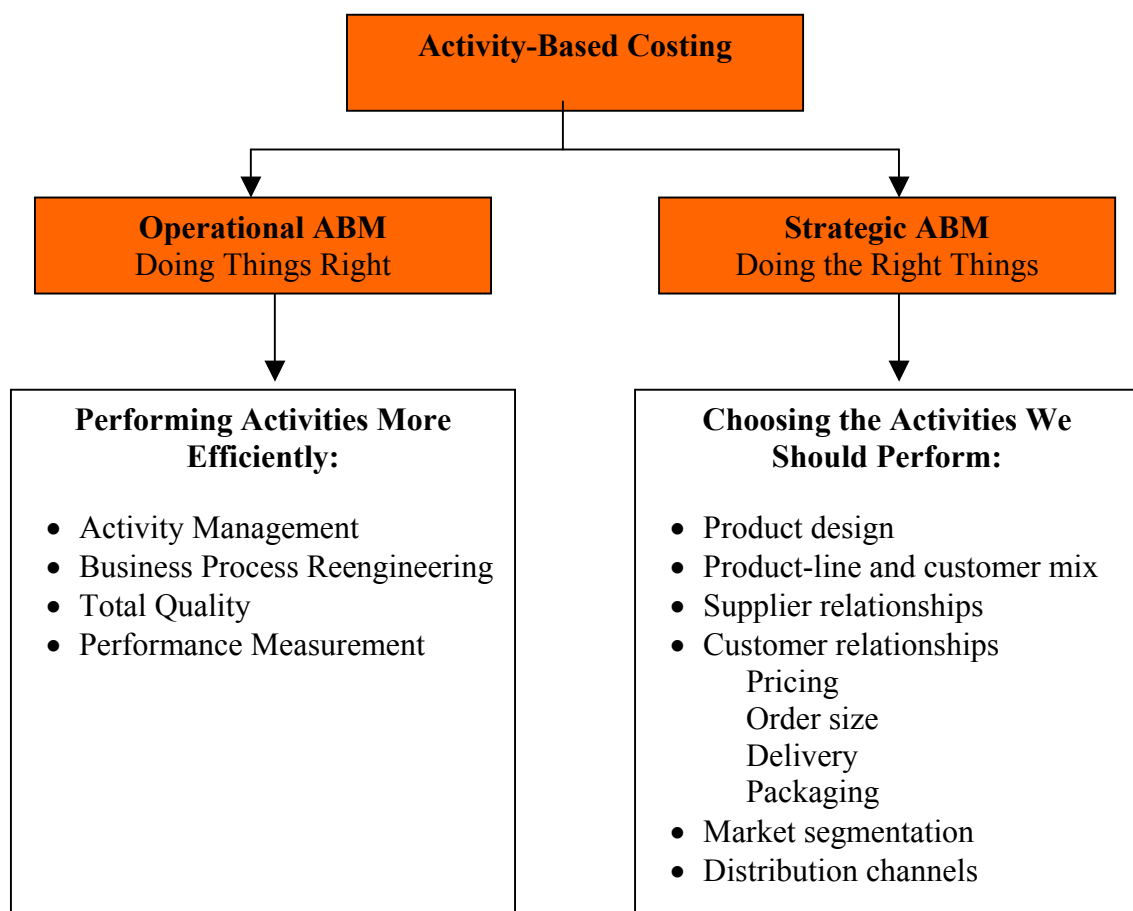 Activity-Based Costing
Operational ABM
Doing Things Right
Strategic ABM
Doing the Right Things
Performing Activities More
Efficiently:
• Activity Management
• Business Process Reengineering
• Total Quality
• Performance Measurement
Choosing the Activities We
Should Perform:
• Product design
• Product-line and customer mix
• Supplier relationships
• Customer relationships
Pricing
Order size
Delivery
Packaging
• Market segmentation
• Distribution channels